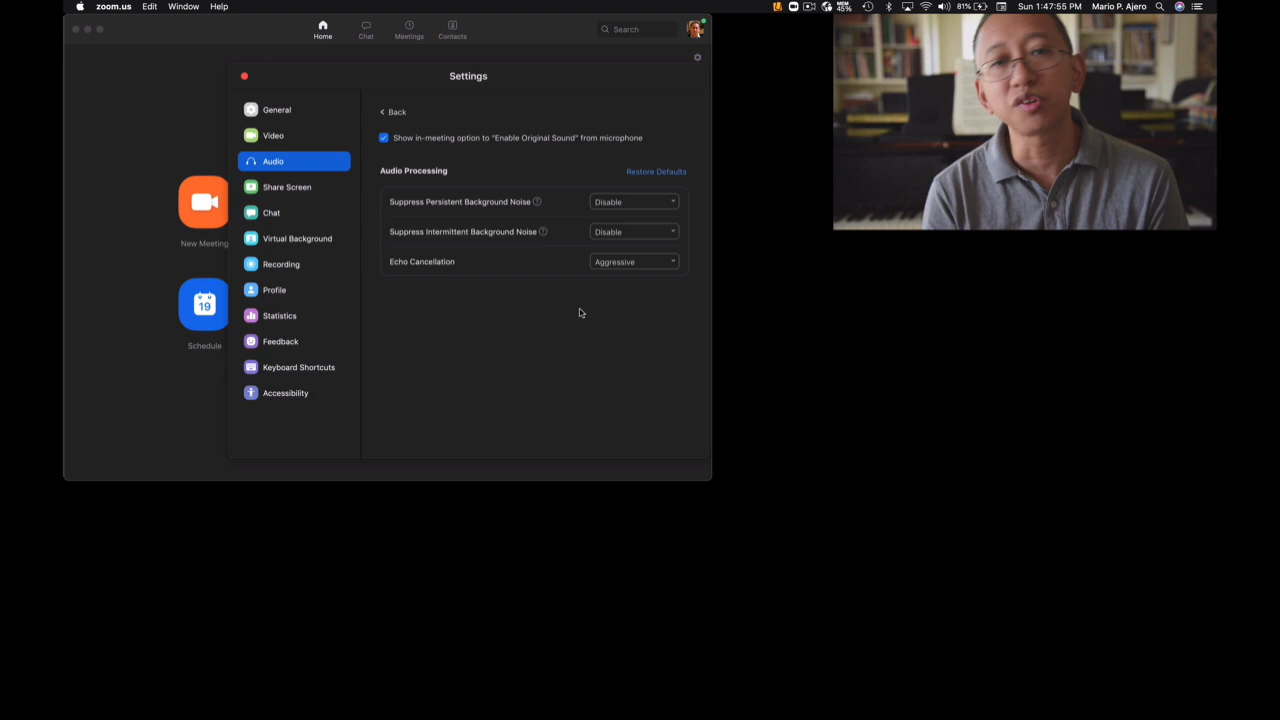 zoom.us Edit Window Help MEM 45% 81% Sun 1:47:55 PM Mario P. Ajero
Home Chat Meetings Contacts Search
Settings
General
Video
Audio
Share Screen
Chat
Virtual Background
Recording
Profile
Statistics
Feedback
Keyboard Shortcuts
Accessibility
Back
Show in-meeting option to "Enable Original Sound" from microphone
Audio Processing Restore Defaults
Suppress Persistent Background Noise ? Disable
Suppress Intermittent Background Noise ? Disable
Echo Cancellation Aggressive
New Meeting
19
Schedule